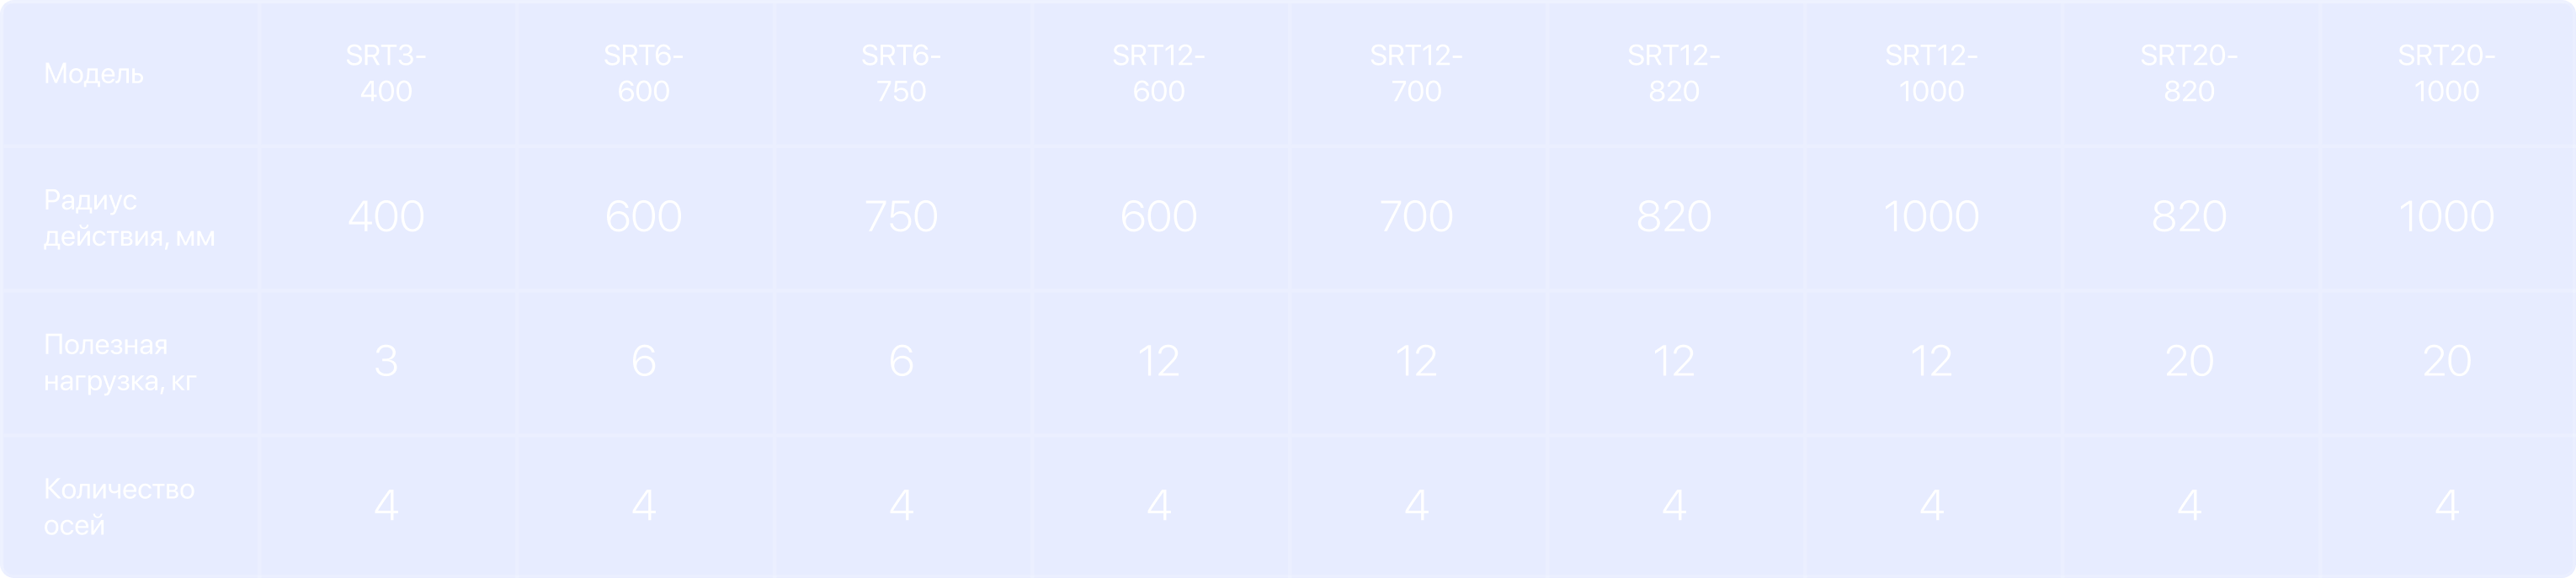 Модель SRT3-400 SRT6-600 SRT6-750 SRT12-600 SRT12-700 SRT12-820 SRT12-1000 SRT20-820 SRT20-1000
Радиус действия, мм 400 600 750 600 700 820 1000 820 1000
Полезная нагрузка, кг 3 6 6 12 12 12 12 20 20
Количество осей 4 4 4 4 4 4 4 4 4